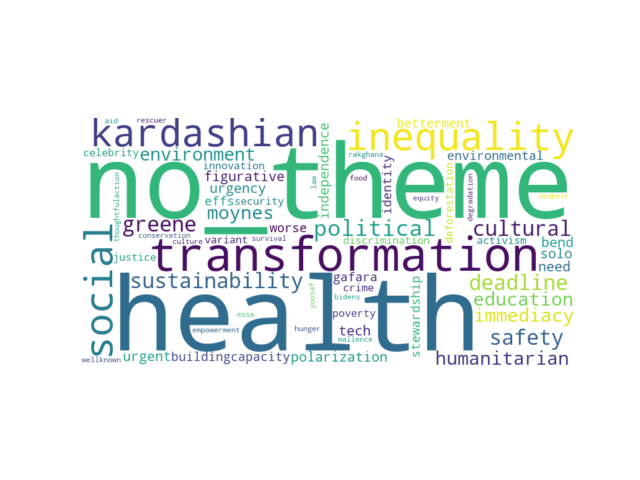 aid
rescuer
kardashian
betterment
inequality
celebrity
environment
independence
rakghana
environmental
no_theme
innovation
figurative
law
food
identity
deforestation
degradation
urgency
equity
dankest
thoughtfulaction
effs
security
moynes
greene
worse
political
cultural
conservation
culture
variant
survival
discrimination
activism
bend
social
justice
transformation
solo
need
sustainability
gafara
crime
stewardship
deadline
health
yousaf
bidens
education
essa
poverty
immediacy
empowerment
hunger
tech
mallence
safety
wellknown
urgent
buildingcapacity
polarization
humanitarian